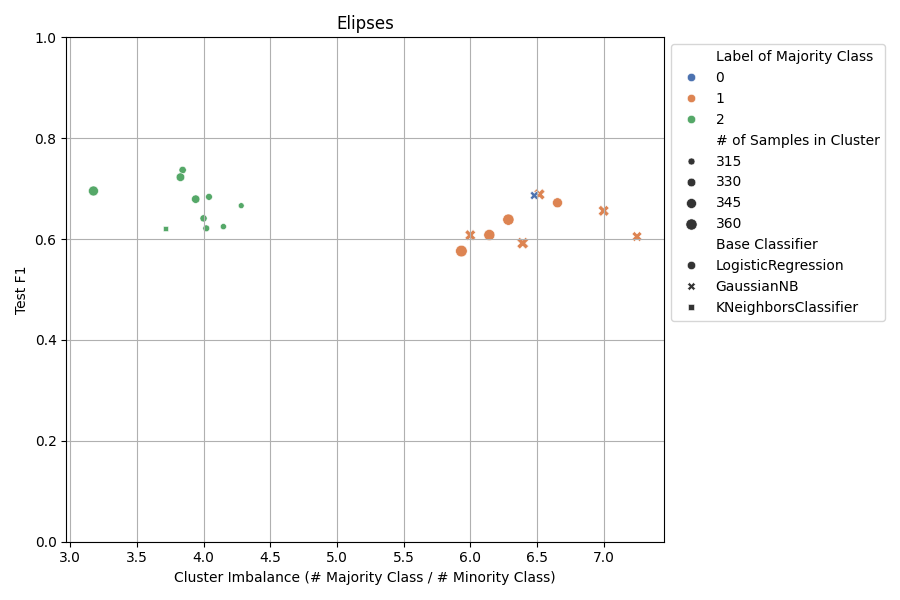 Elipses
1.0
0.8
0.6
0.4
0.2
0.0
Test F1
3.0 3.5 4.0 4.5 5.0 5.5 6.0 6.5 7.0
Cluster Imbalance (# Majority Class / # Minority Class)
Label of Majority Class
0
1
2
# of Samples in Cluster
315
330
345
360
Base Classifier
LogisticRegression
GaussianNB
KNeighborsClassifier